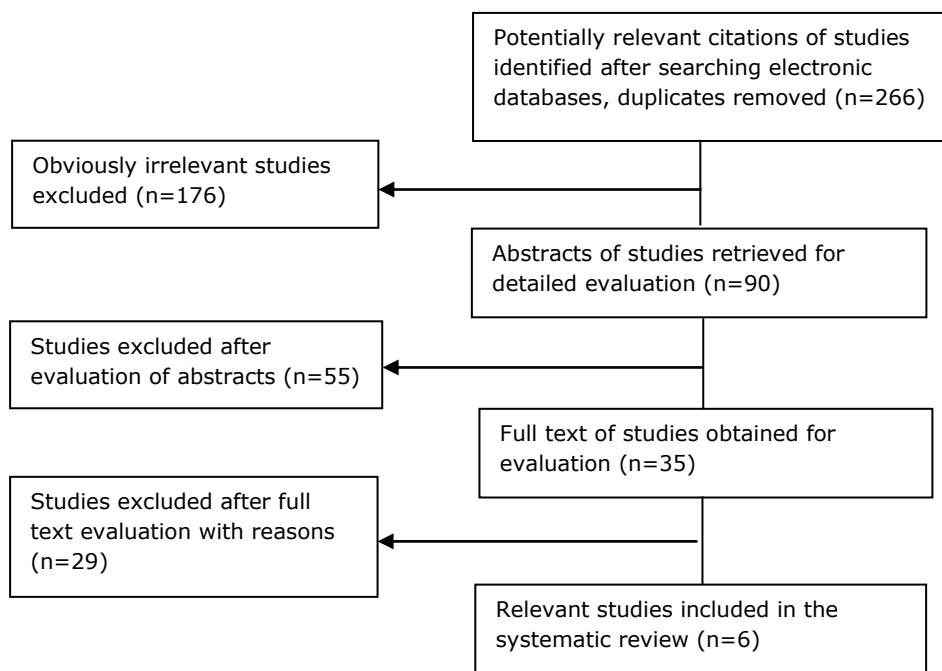 Potentially relevant citations of studies
identified after searching electronic
databases, duplicates removed (n=266)
Obviously irrelevant studies
excluded (n=176)
Abstracts of studies retrieved for
detailed evaluation (n=90)
Studies excluded after
evaluation of abstracts (n=55)
Full text of studies obtained for
evaluation (n=35)
Studies excluded after full
text evaluation with reasons
(n=29)
Relevant studies included in the
systematic review (n=6)